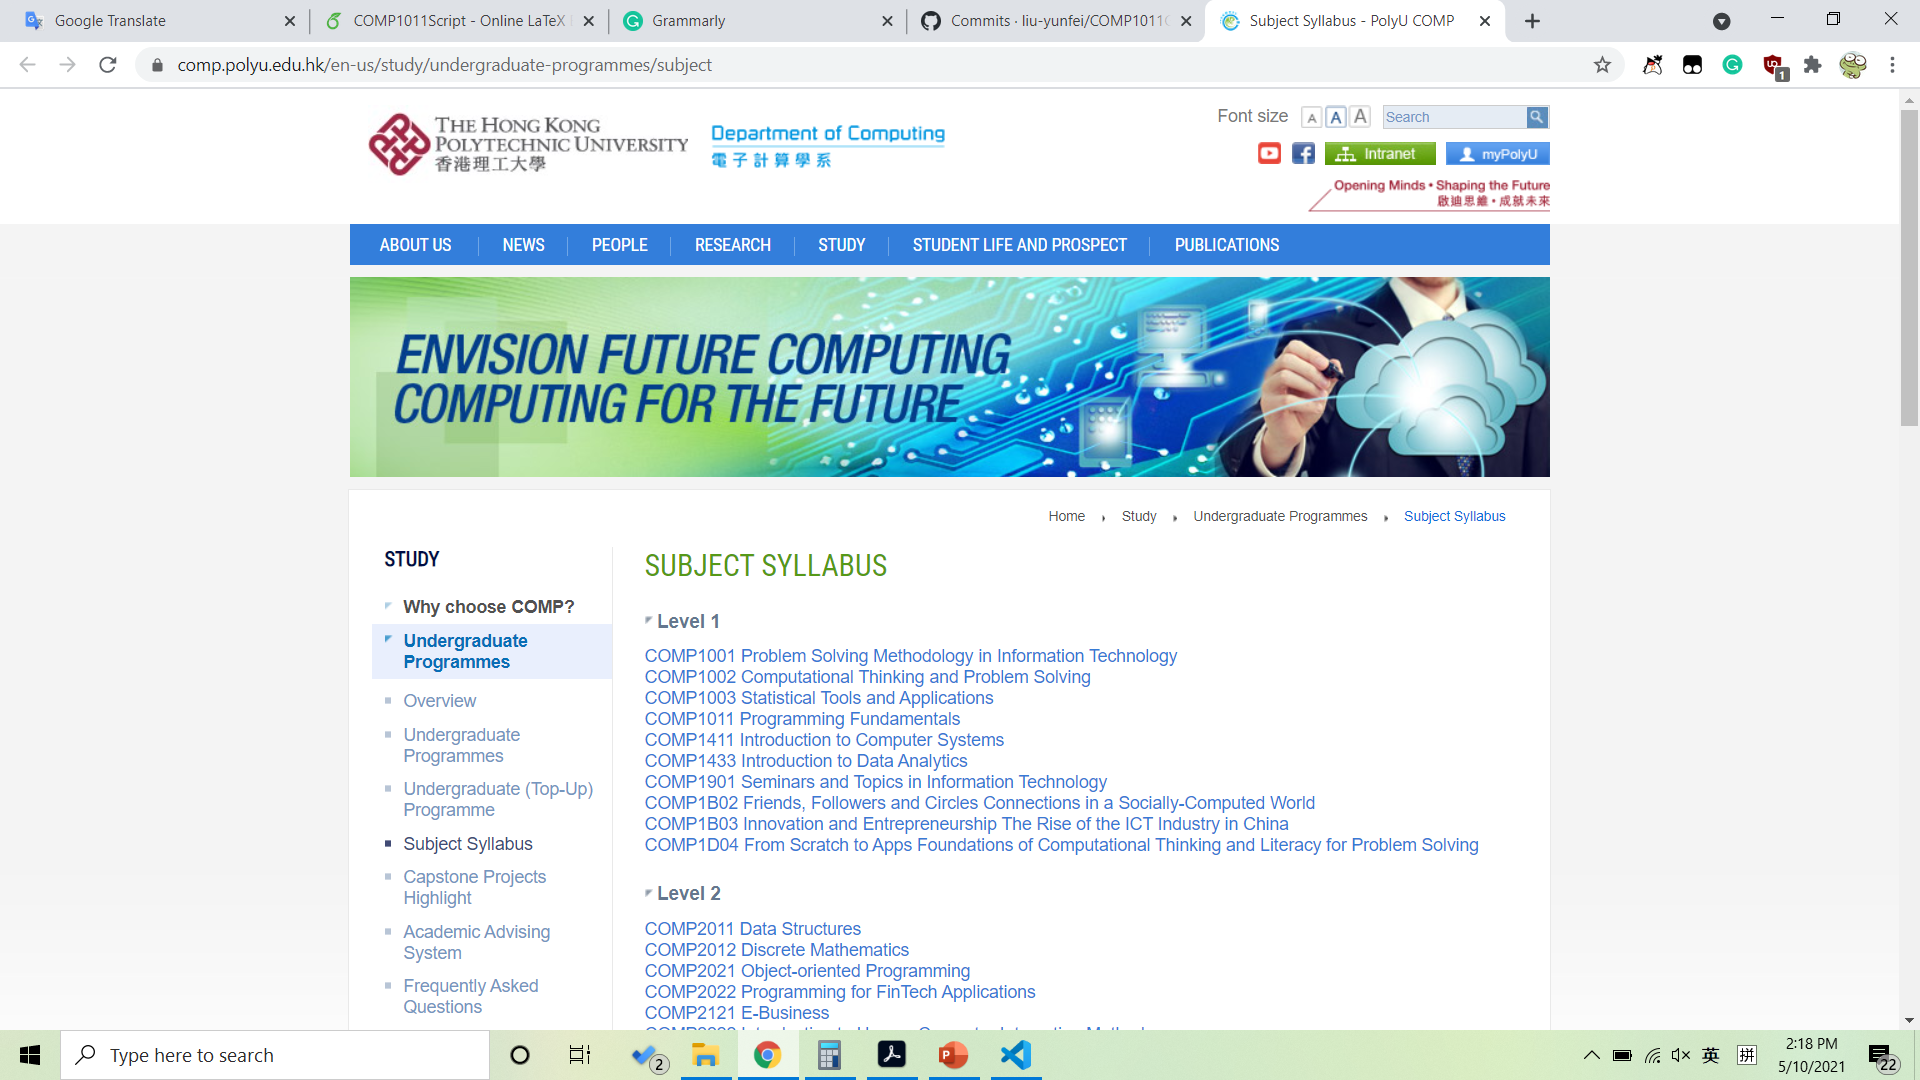 Google Translate
COMP1011Script - Online LaTeX
Grammarly
Commits · liu-yunfei/COMP1011
Subject Syllabus - PolyU COMP
comp.polyu.edu.hk/en-us/study/undergraduate-programmes/subject
1
THE HONG KONG
POLYTECHNIC UNIVERSITY
香港理工大學
Department of Computing
電子計算學系
Font size A A A
Search
Intranet
myPolyU
Opening Minds • Shaping the Future
啟迪思維 • 成就未來
ABOUT US
NEWS
PEOPLE
RESEARCH
STUDY
STUDENT LIFE AND PROSPECT
PUBLICATIONS
ENVISION FUTURE COMPUTING
COMPUTING FOR THE FUTURE
Home
Study
Undergraduate Programmes
Subject Syllabus
STUDY
Why choose COMP?
Undergraduate
Programmes
Overview
Undergraduate
Programmes
Undergraduate (Top-Up)
Programme
Subject Syllabus
Capstone Projects
Highlight
Academic Advising
System
Frequently Asked
Questions
SUBJECT SYLLABUS
Level 1
COMP1001 Problem Solving Methodology in Information Technology
COMP1002 Computational Thinking and Problem Solving
COMP1003 Statistical Tools and Applications
COMP1011 Programming Fundamentals
COMP1411 Introduction to Computer Systems
COMP1433 Introduction to Data Analytics
COMP1901 Seminars and Topics in Information Technology
COMP1B02 Friends, Followers and Circles Connections in a Socially-Computed World
COMP1B03 Innovation and Entrepreneurship The Rise of the ICT Industry in China
COMP1D04 From Scratch to Apps Foundations of Computational Thinking and Literacy for Problem Solving
Level 2
COMP2011 Data Structures
COMP2012 Discrete Mathematics
COMP2021 Object-oriented Programming
COMP2022 Programming for FinTech Applications
COMP2121 E-Business
Type here to search
2
英
拼
2:18 PM
5/10/2021
22